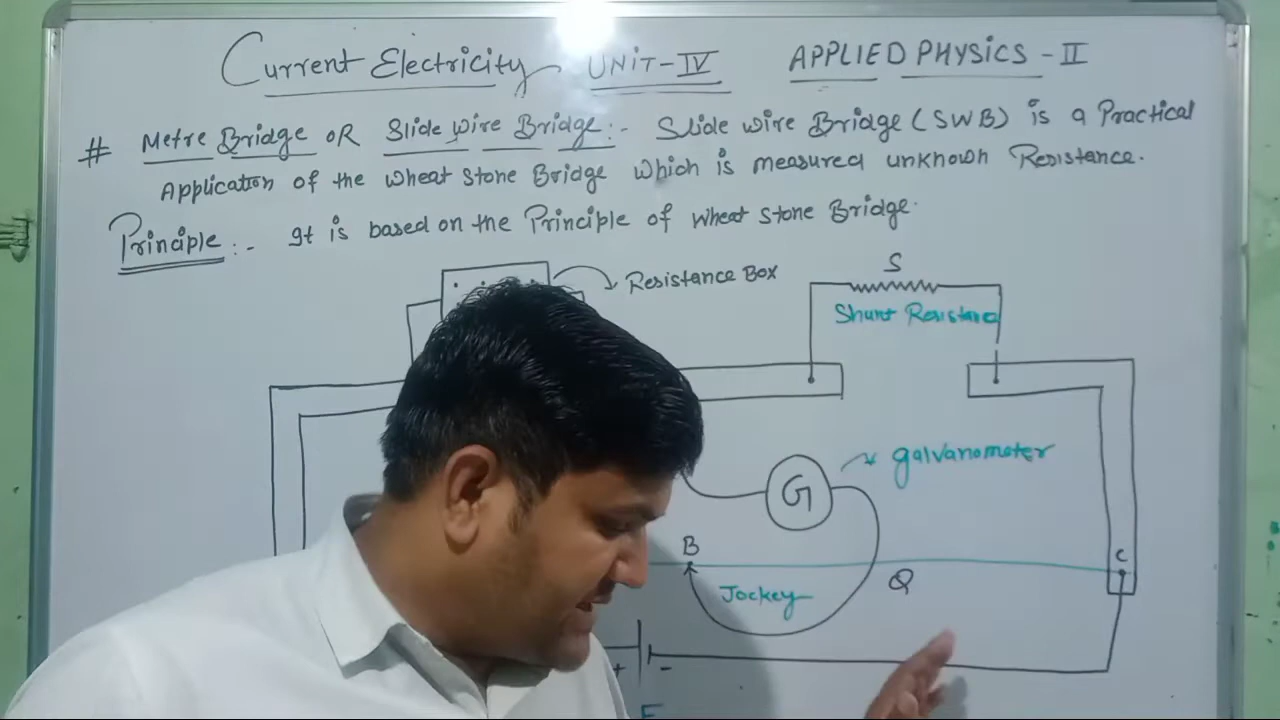 Current Electricity UNIT-IV APPLIED PHYSICS-II
# Metre Bridge OR Slide Wire Bridge:- Slide wire Bridge (SWB) is a Practical
Application of the Wheat Stone Bridge Which is measured unknown Resistance.
Principle:- It is based on the Principle of Wheat Stone Bridge.
Resistance Box
S
Shunt Resistance
galvanometer
G
B
C
Jockey
Q
+ -
E